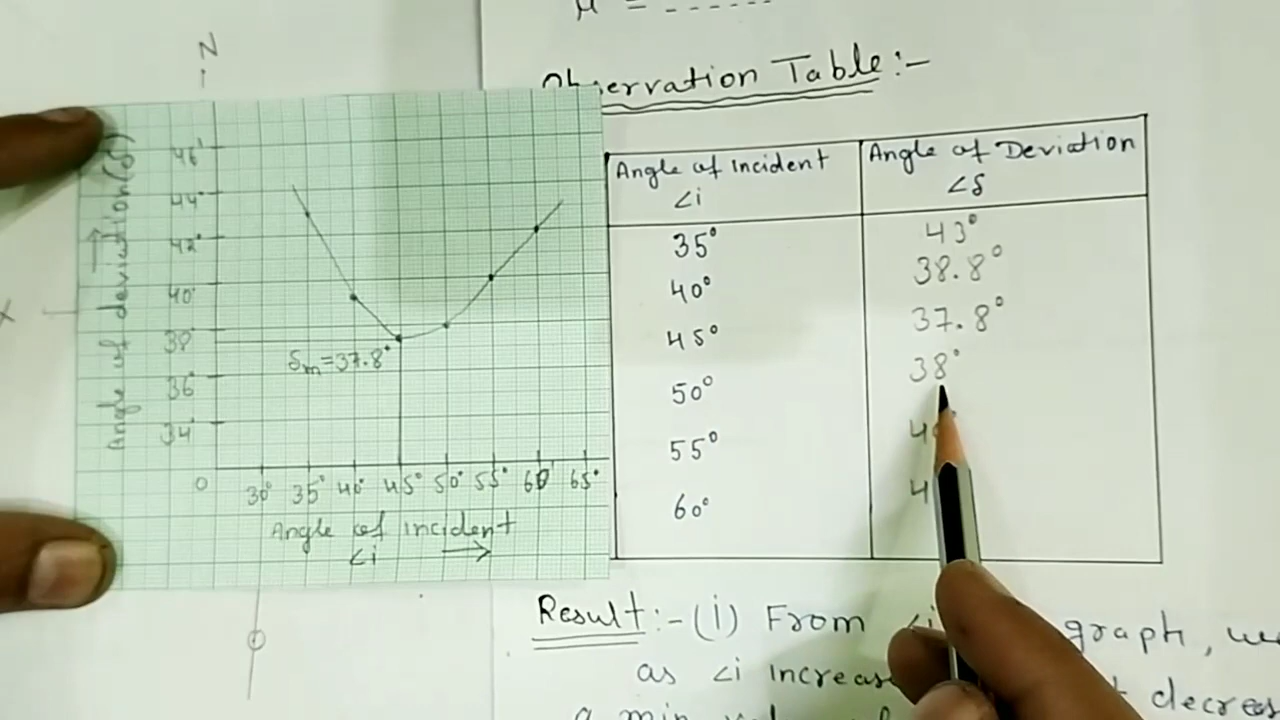 μ = ------
Observation Table:-
Angle of Incident
∠i
Angle of Deviation
∠δ
35° 43°
40° 38.8°
45° 37.8°
50° 38°
55°
60°
Result:- (i) From graph,
as ∠i decreas
N
Angle of deviation(δ)
46°
44°
42°
40°
38°
36°
34°
δm=37.8°
0 30° 35° 40° 45° 50° 55° 60° 65°
Angle of incident
∠i